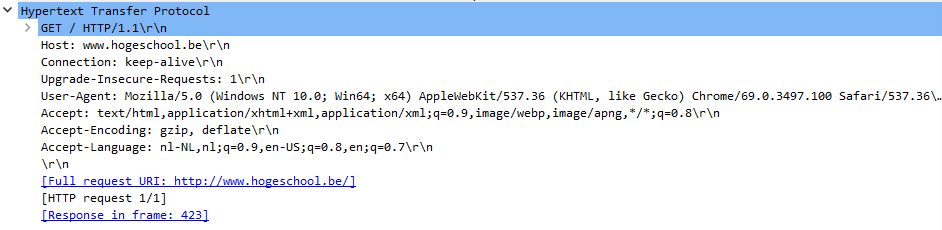 Hypertext Transfer Protocol
GET / HTTP/1.1\r\n
Host: www.hogeschool.be\r\n
Connection: keep-alive\r\n
Upgrade-Insecure-Requests: 1\r\n
User-Agent: Mozilla/5.0 (Windows NT 10.0; Win64; x64) AppleWebKit/537.36 (KHTML, like Gecko) Chrome/69.0.3497.100 Safari/537.36\…
Accept: text/html,application/xhtml+xml,application/xml;q=0.9,image/webp,image/apng,*/*;q=0.8\r\n
Accept-Encoding: gzip, deflate\r\n
Accept-Language: nl-NL,nl;q=0.9,en-US;q=0.8,en;q=0.7\r\n
\r\n
[Full request URI: http://www.hogeschool.be/]
[HTTP request 1/1]
[Response in frame: 423]